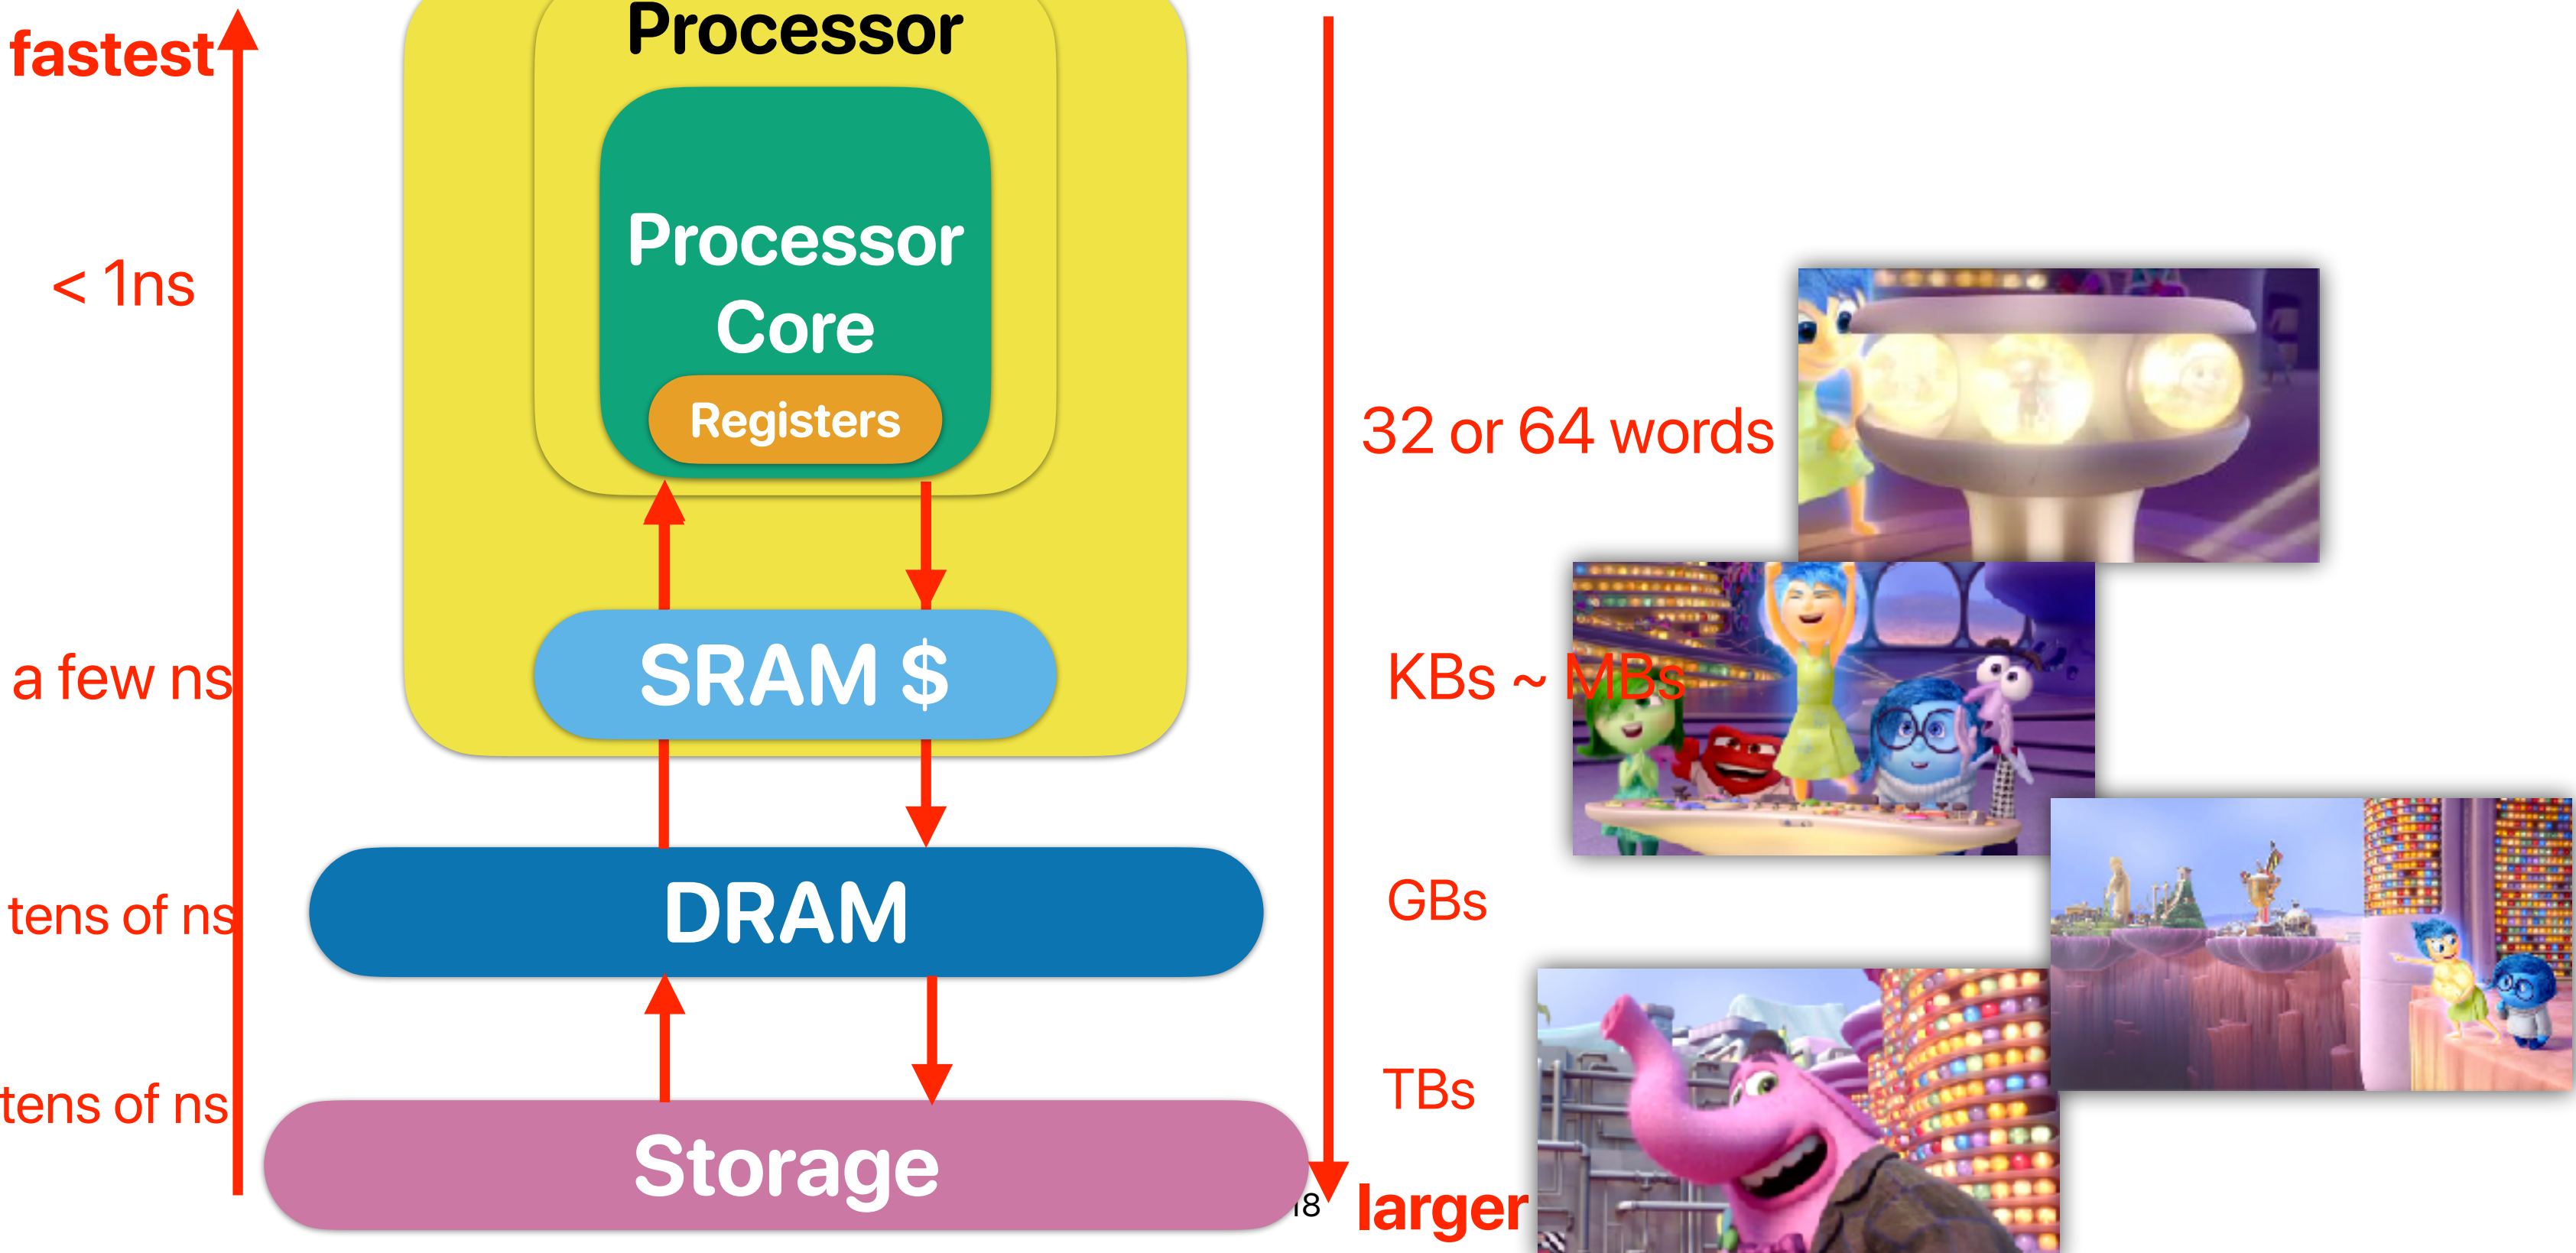 Processor
fastest
Processor
Core
< 1ns
Registers
32 or 64 words
SRAM $
a few ns
KBs ~ MBs
DRAM
tens of ns
GBs
tens of ns
TBs
Storage
18
larger